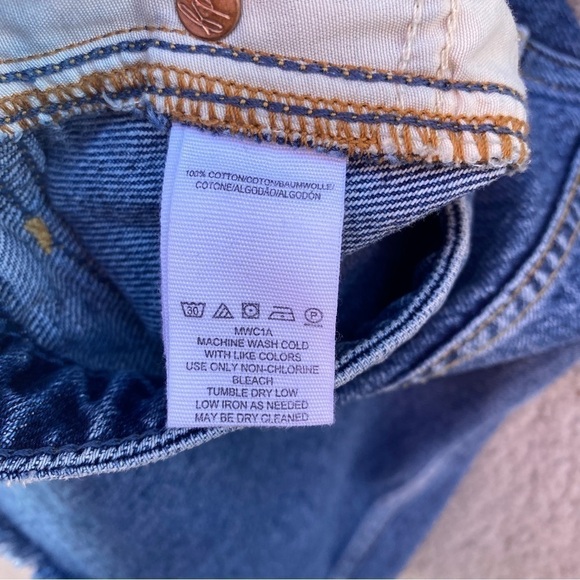 100% COTTON/COTON/BAUMWOLLE/
COTONE/ALGODÃO/ALGODÓN
30 P
MWC1A
MACHINE WASH COLD
WITH LIKE COLORS
USE ONLY NON-CHLORINE
BLEACH
TUMBLE DRY LOW
LOW IRON AS NEEDED
MAY BE DRY CLEANED